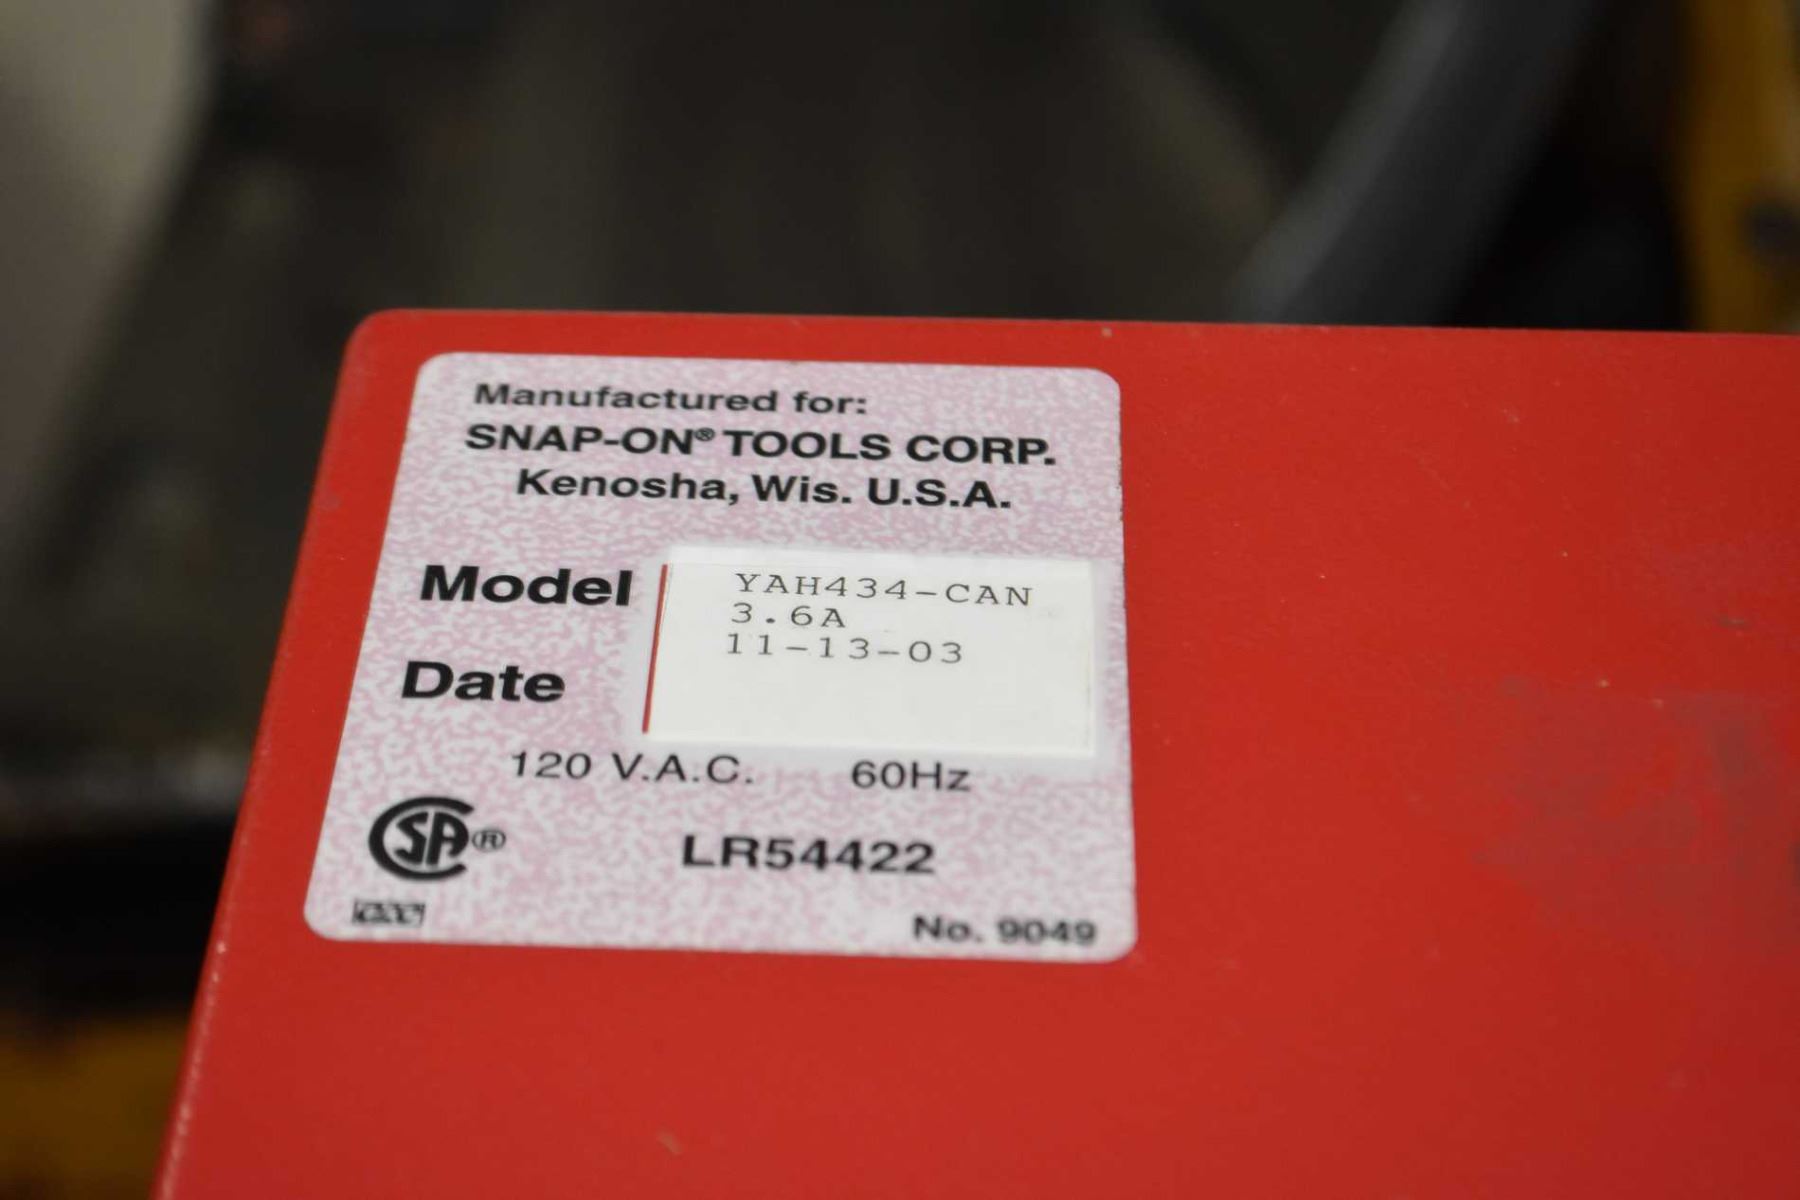 Manufactured for:
SNAP-ON® TOOLS CORP.
Kenosha, Wis. U.S.A.
Model YAH434-CAN
3.6A
11-13-03
Date
120 V.A.C. 60Hz
SA® LR54422
No. 9049